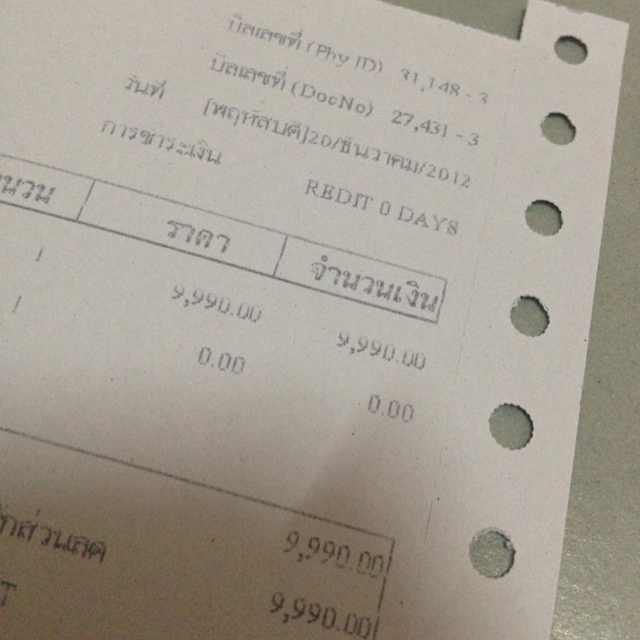 บิลเลขที่ (Phy ID) 31,148 - 3
บิลเลขที่ (DocNo) 27,431 - 3
วันที่ [พฤหัสบดี]20/ธันวาคม/2012
การชำระเงิน REDIT 0 DAYS
นวน ราคา จำนวนเงิน
/ 9,990.00 9,990.00
/ 0.00 0.00
9,990.00
9,990.00